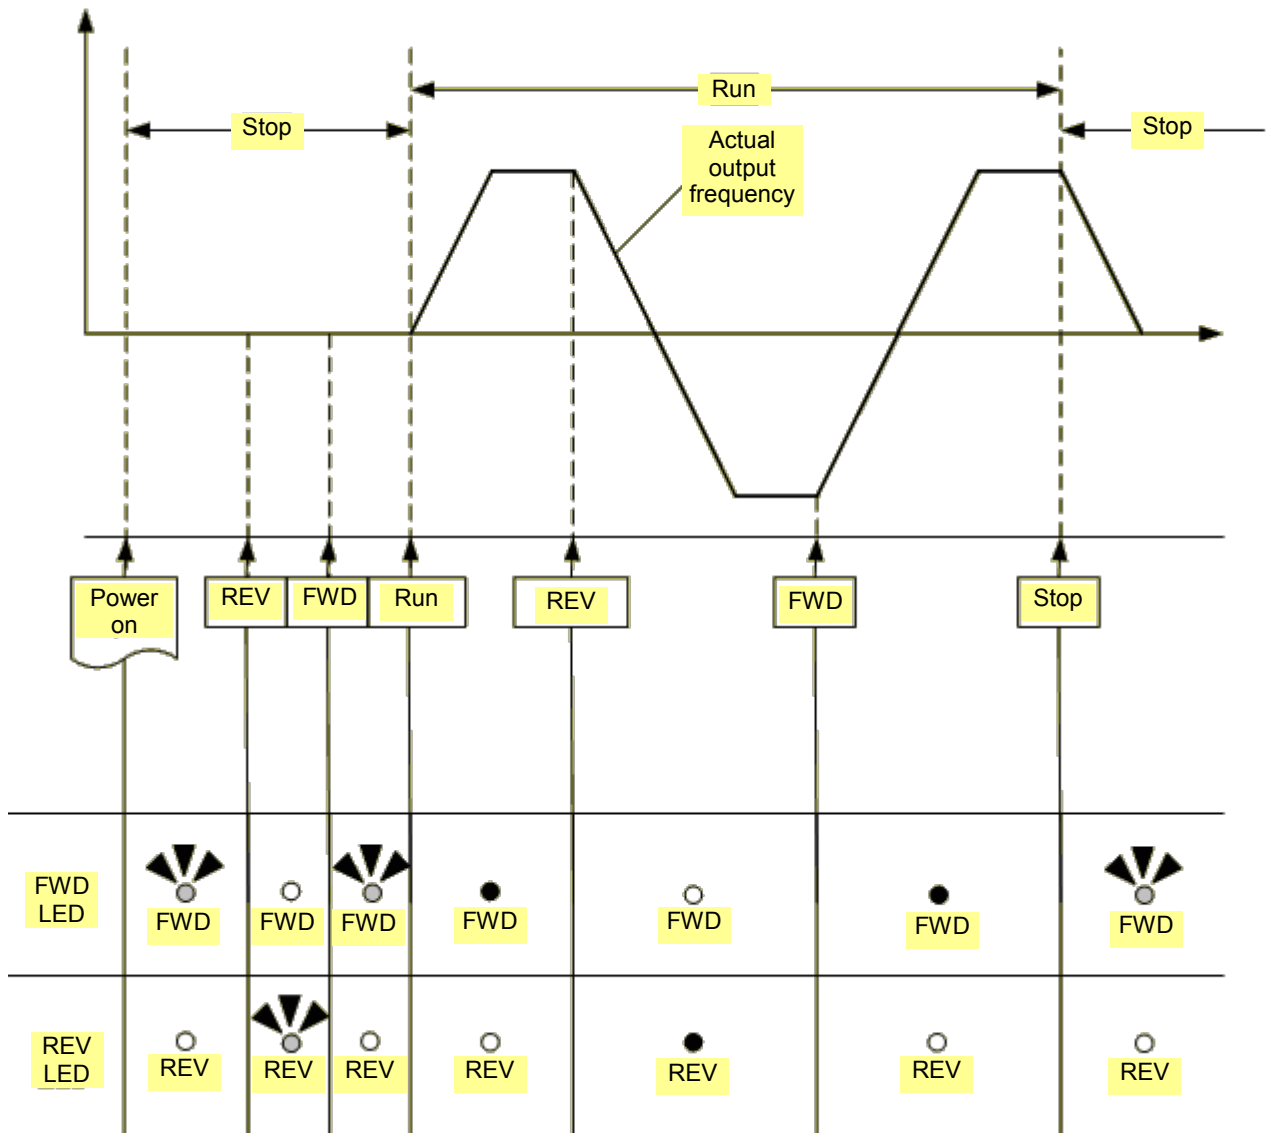 Run
Stop
Stop
Actual
output
frequency
Power
on
REV
FWD
Run
REV
FWD
Stop
FWD
LED
FWD
FWD
FWD
FWD
FWD
FWD
FWD
REV
LED
REV
REV
REV
REV
REV
REV
REV